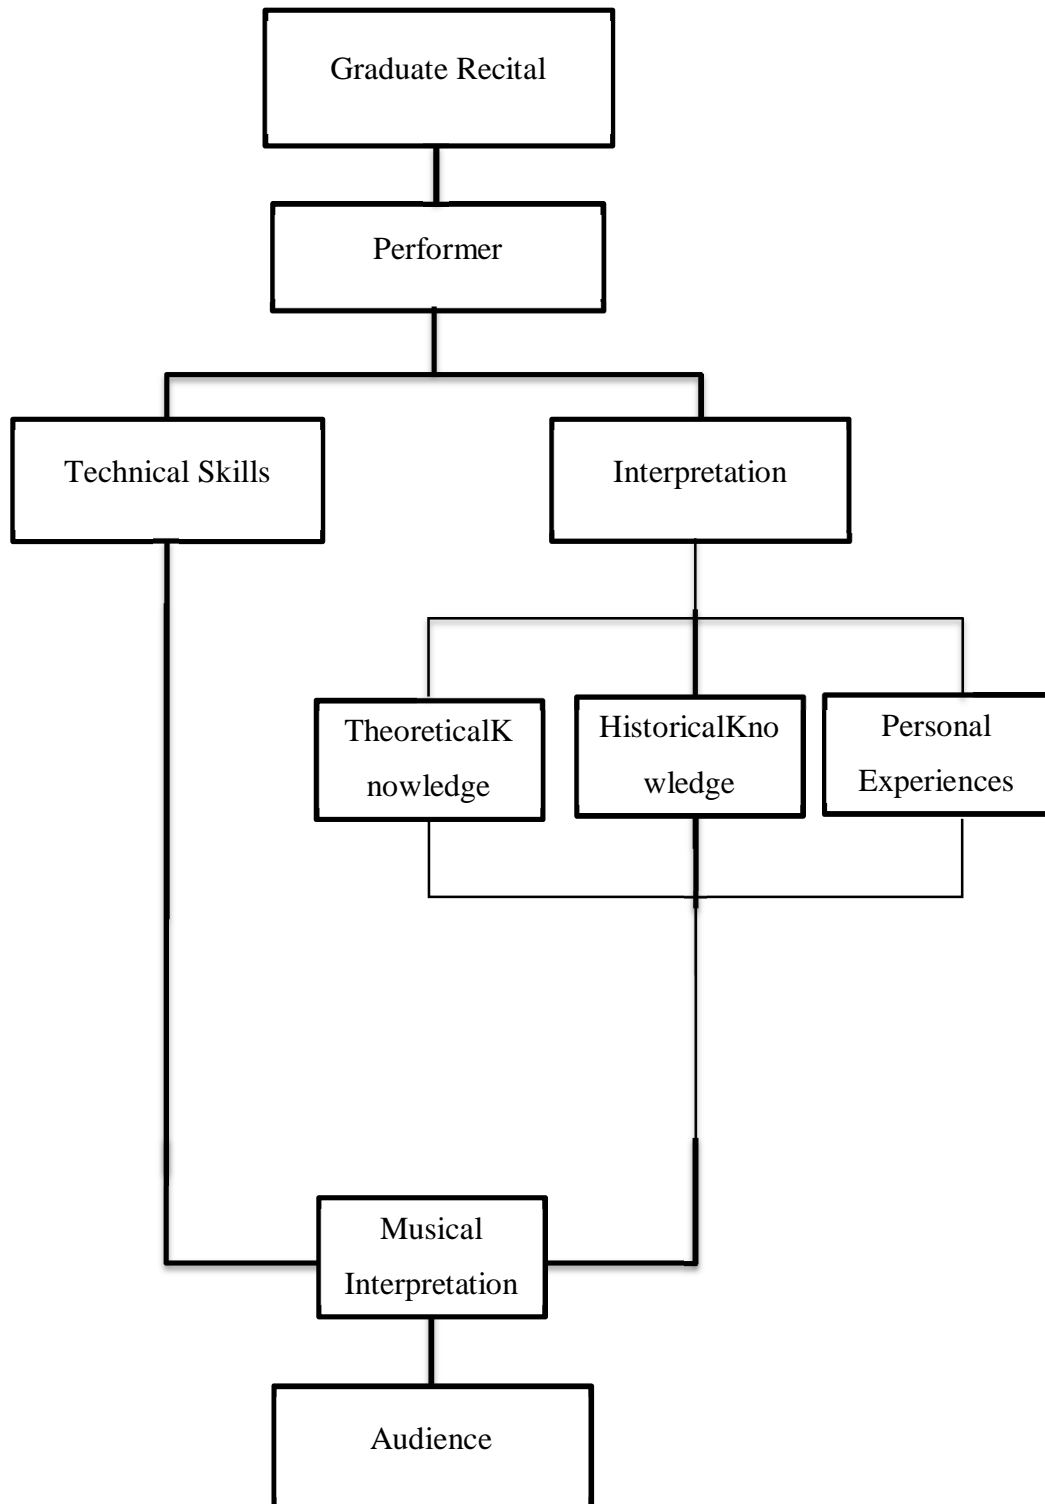 Graduate Recital
Performer
Technical Skills
Interpretation
TheoreticalK
nowledge
HistoricalKno
wledge
Personal
Experiences
Musical
Interpretation
Audience